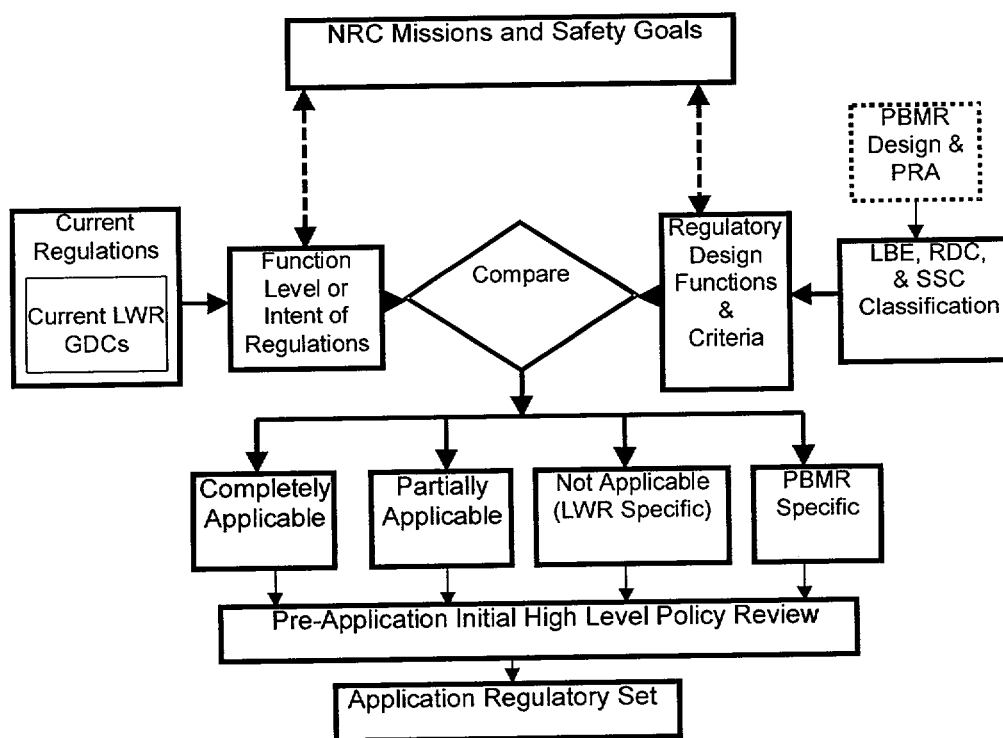 NRC Missions and Safety Goals
PBMR
Design &
PRA
Current
Regulations
Current LWR
GDCs
Function
Level or
Intent of
Regulations
Compare
Regulatory
Design
Functions
&
Criteria
LBE, RDC,
& SSC
Classification
Completely
Applicable
Partially
Applicable
Not Applicable
(LWR Specific)
PBMR
Specific
Pre-Application Initial High Level Policy Review
Application Regulatory Set